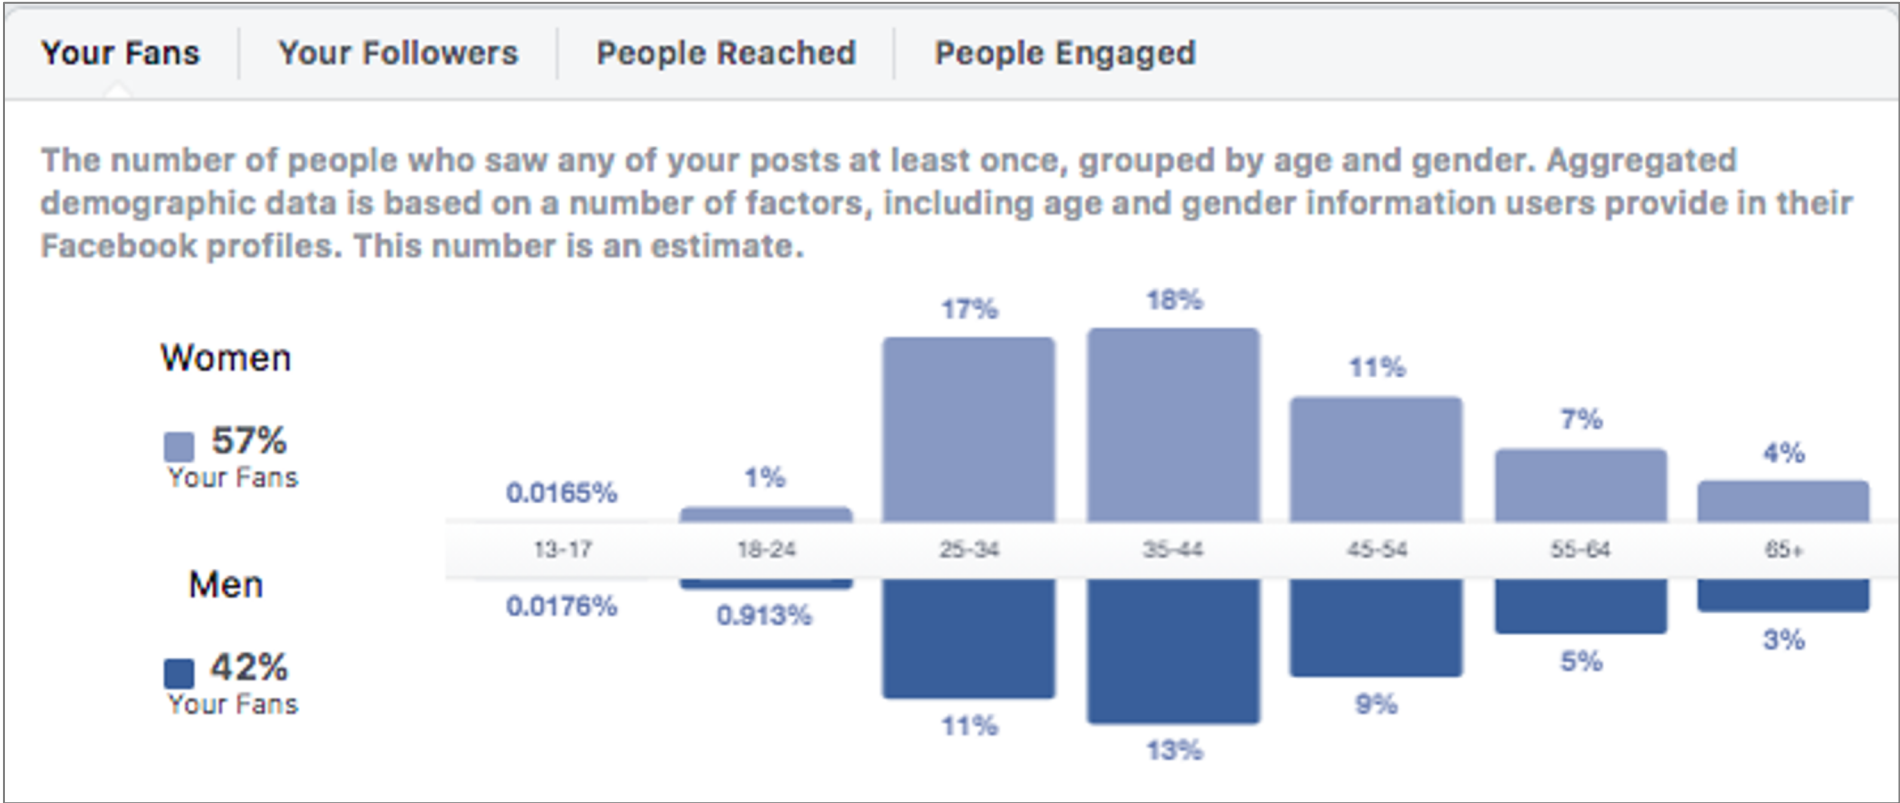 Your Fans Your Followers People Reached People Engaged
The number of people who saw any of your posts at least once, grouped by age and gender. Aggregated
demographic data is based on a number of factors, including age and gender information users provide in their
Facebook profiles. This number is an estimate.
Women
57%
Your Fans
0.0165% 1% 17% 18% 11% 7% 4%
13-17 18-24 25-34 35-44 45-54 55-64 65+
Men
42%
Your Fans
0.0176% 0.913% 11% 13% 9% 5% 3%